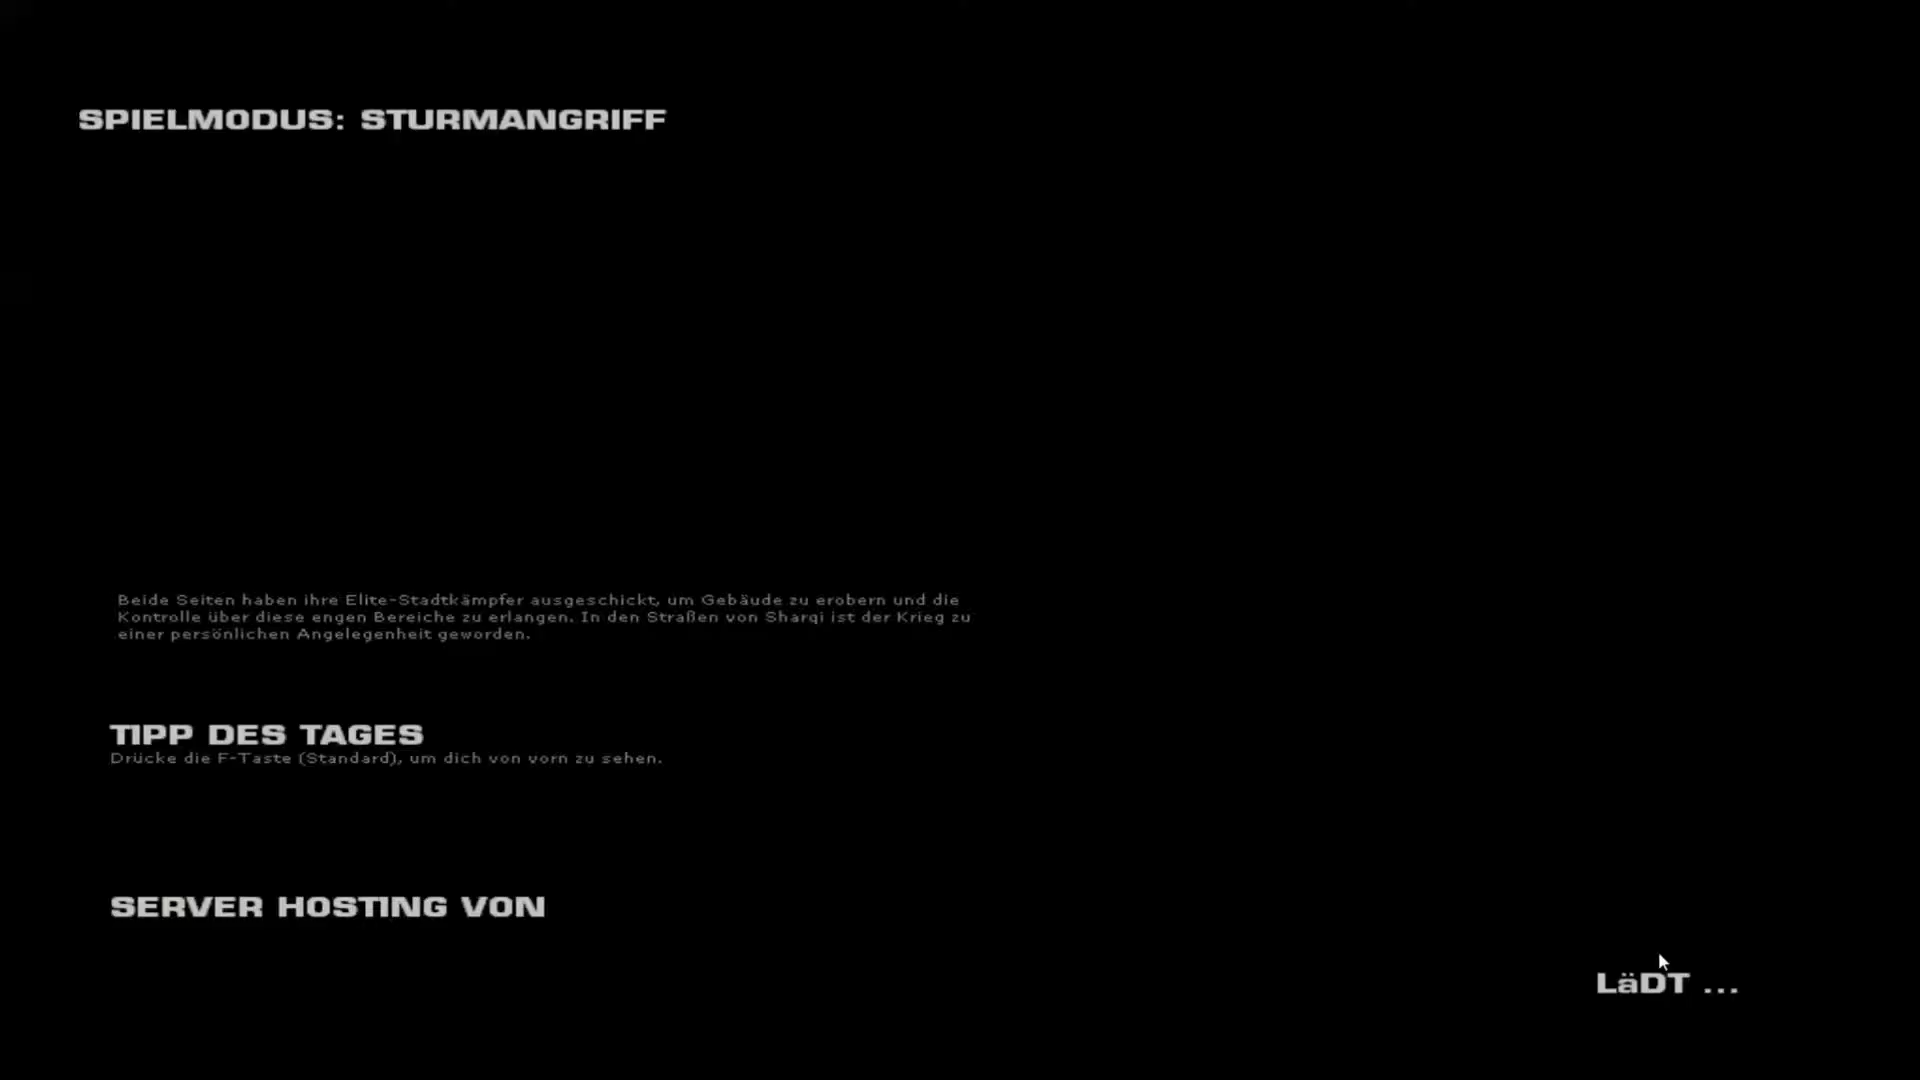 SPIELMODUS: STURMANGRIFF
Beide Seiten haben ihre Elite-Stadtkämpfer ausgeschickt, um Gebäude zu erobern und die
Kontrolle über diese engen Bereiche zu erlangen. In den Straßen von Sharqi ist der Krieg zu
einer persönlichen Angelegenheit geworden.
TIPP DES TAGES
Drücke die F-Taste (Standard), um dich von vorn zu sehen.
SERVER HOSTING VON
LäDT ...